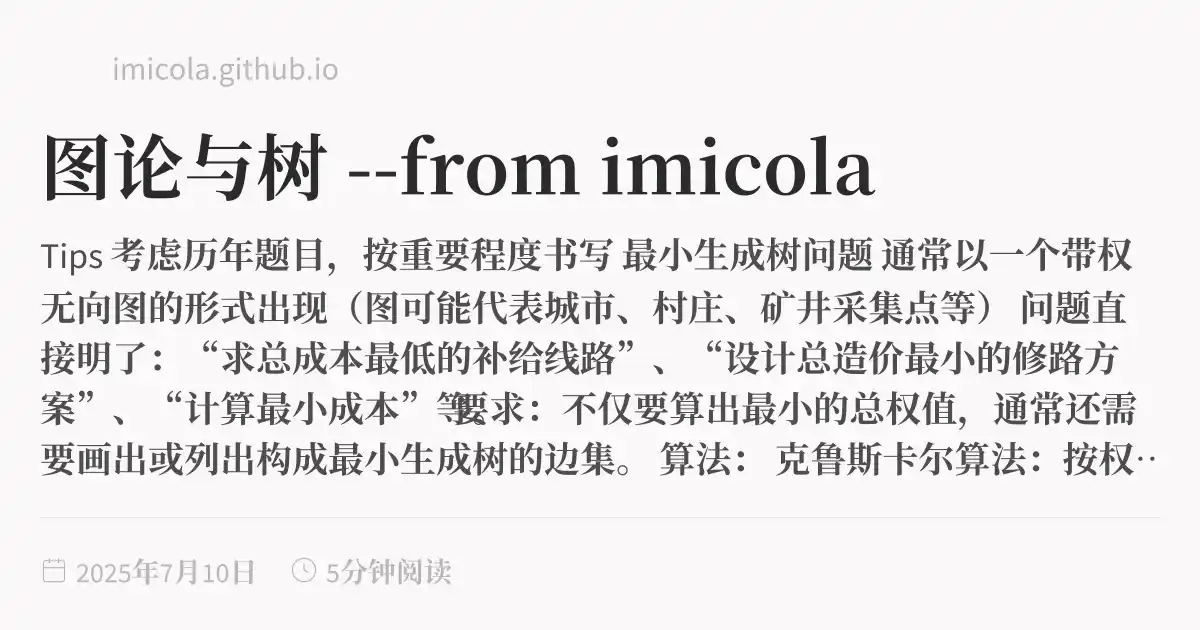 imicola.github.io
图论与树 --from imicola
Tips 考虑历年题目，按重要程度书写 最小生成树问题 通常以一个带权
无向图的形式出现（图可能代表城市、村庄、矿井采集点等） 问题直
接明了：“求总成本最低的补给线路”、“设计总造价最小的修路方
案”、“计算最小成本”等 要求：不仅要算出最小的总权值，通常还需
要画出或列出构成最小生成树的边集。 算法： 克鲁斯卡尔算法：按权…
2025年7月10日 5分钟阅读